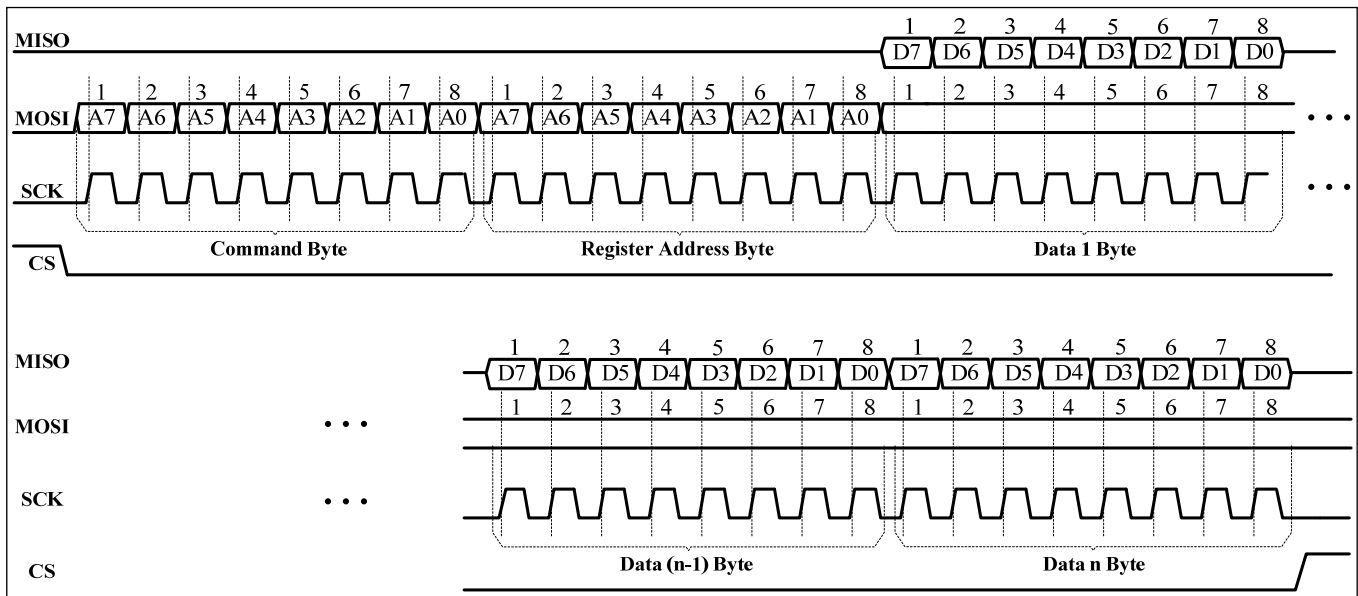 1 2 3 4 5 6 7 8
MISO D7 D6 D5 D4 D3 D2 D1 D0
1 2 3 4 5 6 7 8 1 2 3 4 5 6 7 8 1 2 3 4 5 6 7 8
MOSI A7 A6 A5 A4 A3 A2 A1 A0 A7 A6 A5 A4 A3 A2 A1 A0 • • •
SCK • • •
Command Byte Register Address Byte Data 1 Byte
CS
1 2 3 4 5 6 7 8 1 2 3 4 5 6 7 8
MISO D7 D6 D5 D4 D3 D2 D1 D0 D7 D6 D5 D4 D3 D2 D1 D0
1 2 3 4 5 6 7 8 1 2 3 4 5 6 7 8
MOSI • • •
SCK • • •
Data (n-1) Byte Data n Byte
CS